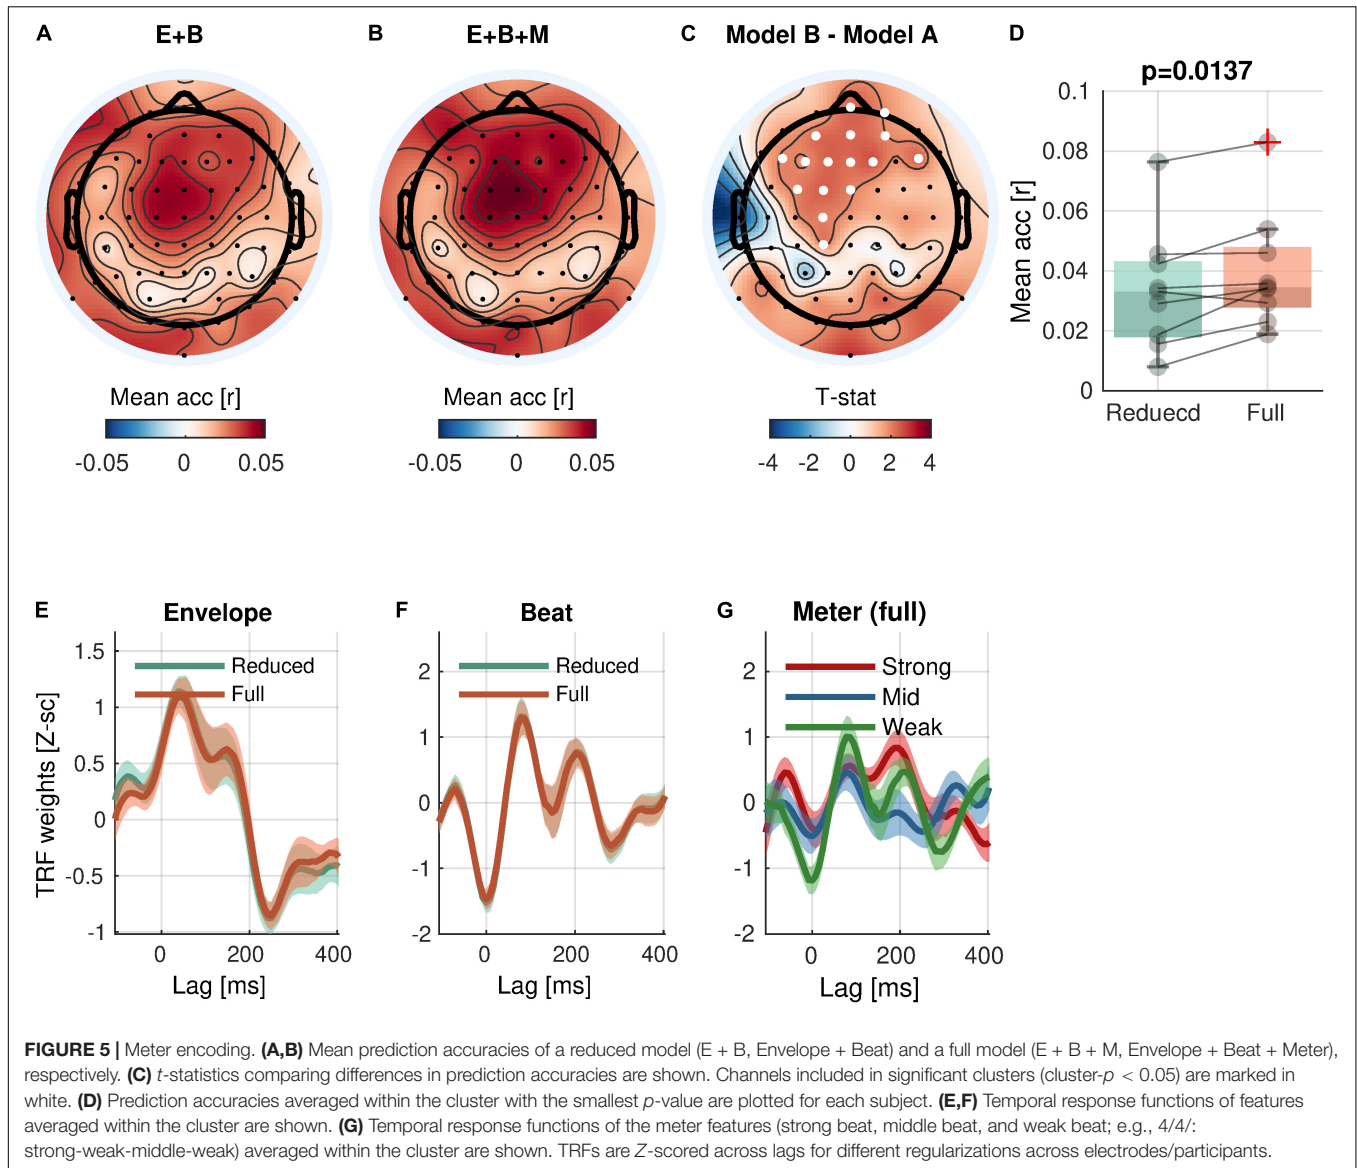 A E+B
B E+B+M
C Model B - Model A
D
p=0.0137
0.1
0.08
0.06
0.04
0.02
0
Mean acc [r]
Reduecd Full
Mean acc [r]
-0.05 0 0.05
Mean acc [r]
-0.05 0 0.05
T-stat
-4 -2 0 2 4
E Envelope
Reduced
Full
1.5
1
0.5
0
-0.5
-1
TRF weights [Z-sc]
0 200 400
Lag [ms]
F Beat
Reduced
Full
2
1
0
-1
-2
0 200 400
Lag [ms]
G Meter (full)
Strong
Mid
Weak
2
1
0
-1
-2
0 200 400
Lag [ms]
FIGURE 5 | Meter encoding. (A,B) Mean prediction accuracies of a reduced model (E + B, Envelope + Beat) and a full model (E + B + M, Envelope + Beat + Meter),
respectively. (C) t-statistics comparing differences in prediction accuracies are shown. Channels included in significant clusters (cluster-p < 0.05) are marked in
white. (D) Prediction accuracies averaged within the cluster with the smallest p-value are plotted for each subject. (E,F) Temporal response functions of features
averaged within the cluster are shown. (G) Temporal response functions of the meter features (strong beat, middle beat, and weak beat; e.g., 4/4/:
strong-weak-middle-weak) averaged within the cluster are shown. TRFs are Z-scored across lags for different regularizations across electrodes/participants.